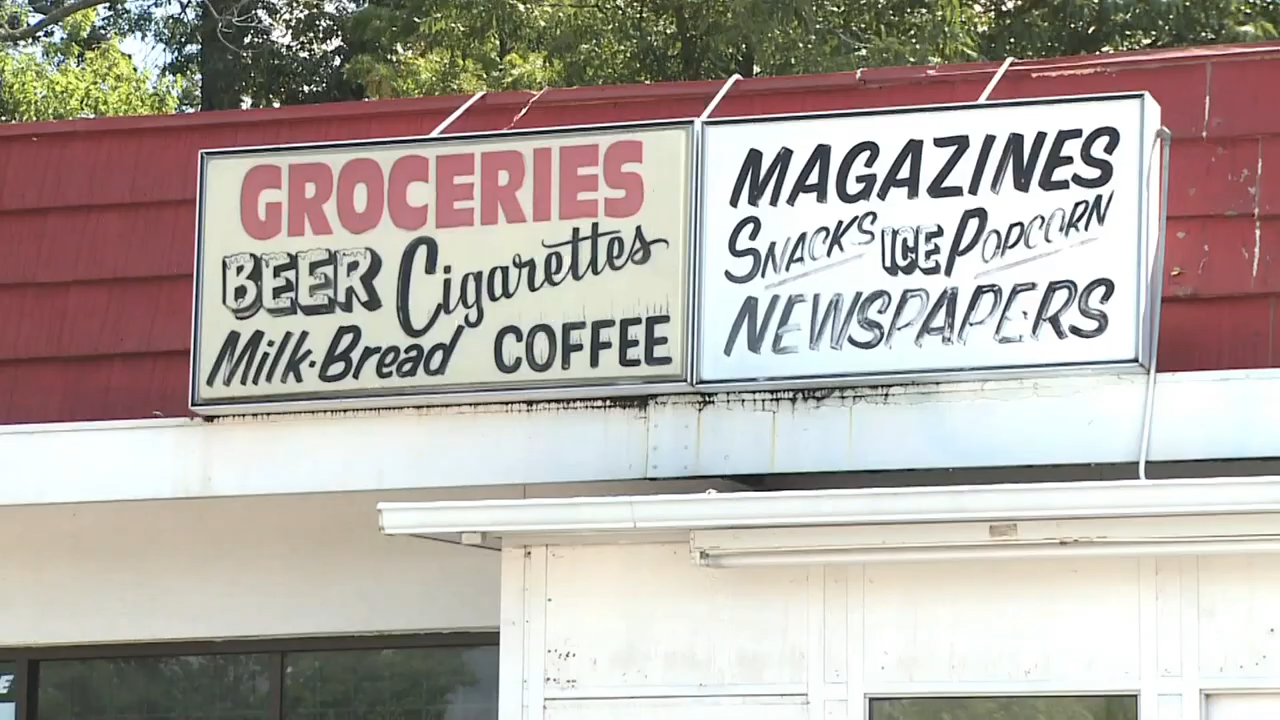 GROCERIES
BEER Cigarettes
Milk·Bread COFFEE
MAGAZINES
SNACKS ICE POPCORN
NEWSPAPERS